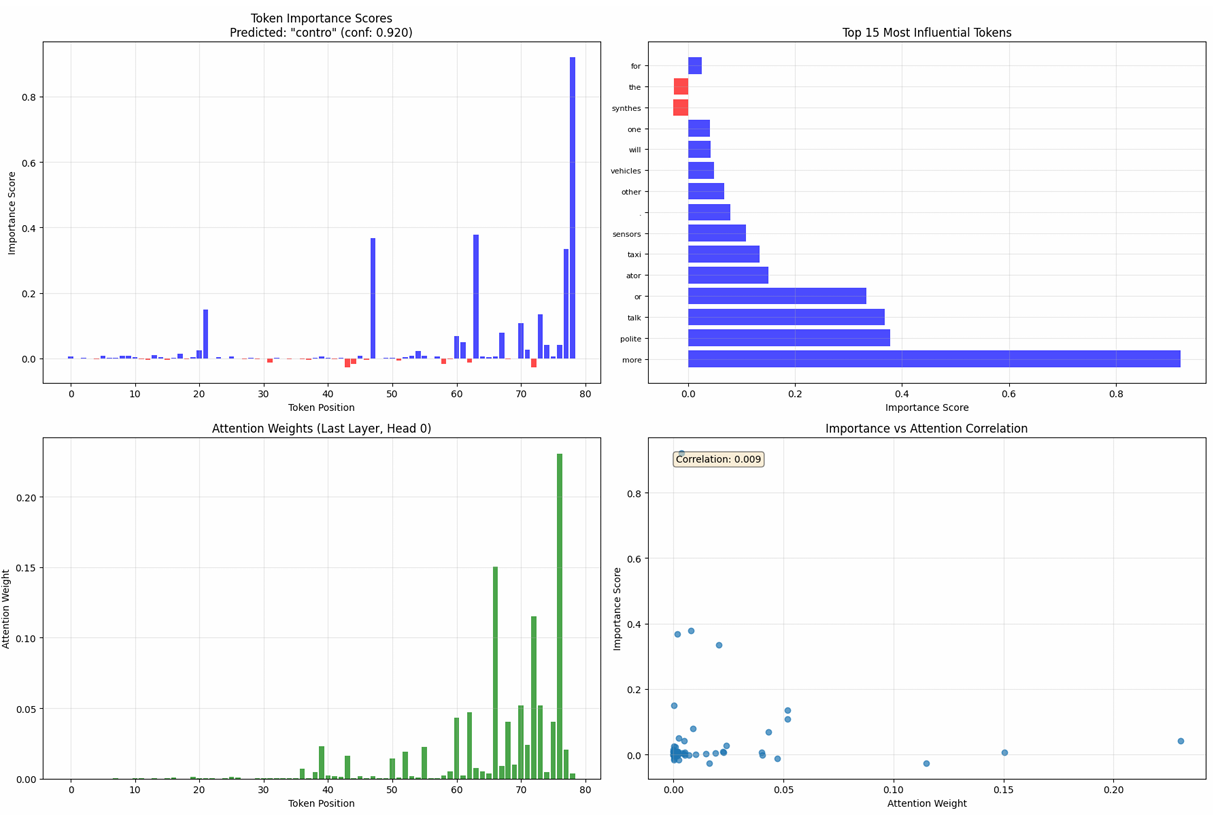 Token Importance Scores
Predicted: "contro" (conf: 0.920)
Importance Score
0.8
0.6
0.4
0.2
0.0
0 10 20 30 40 50 60 70 80
Token Position
Top 15 Most Influential Tokens
for
the
synthes
one
will
vehicles
other
.
sensors
taxi
ator
or
talk
polite
more
0.0 0.2 0.4 0.6 0.8
Importance Score
Attention Weights (Last Layer, Head 0)
Attention Weight
0.20
0.15
0.10
0.05
0.00
0 10 20 30 40 50 60 70 80
Token Position
Importance vs Attention Correlation
Correlation: 0.009
Importance Score
0.8
0.6
0.4
0.2
0.0
0.00 0.05 0.10 0.15 0.20
Attention Weight